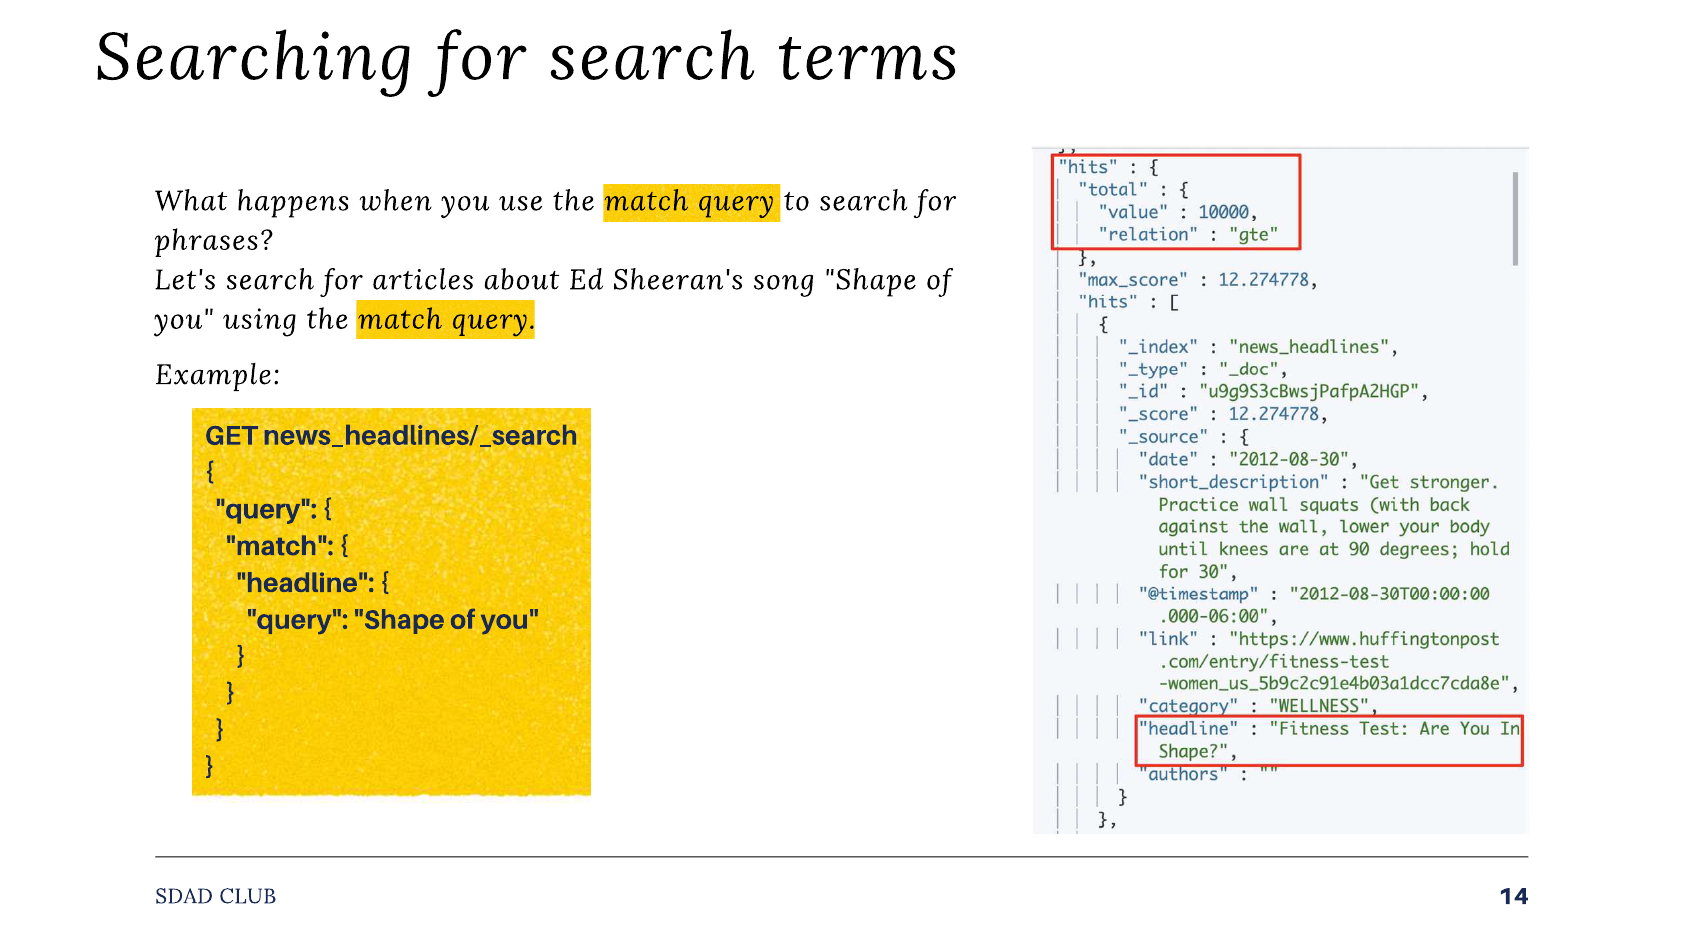 Searching for search terms
What happens when you use the match query to search for
phrases?
Let's search for articles about Ed Sheeran's song "Shape of
you" using the match query.
Example:
GET news_headlines/_search
{
"query": {
"match": {
"headline": {
"query": "Shape of you"
}
}
}
}
},
"hits" : {
"total" : {
"value" : 10000,
"relation" : "gte"
},
"max_score" : 12.274778,
"hits" : [
{
"_index" : "news_headlines",
"_type" : "_doc",
"_id" : "u9g9S3cBwsjPafpA2HGP",
"_score" : 12.274778,
"_source" : {
"date" : "2012-08-30",
"short_description" : "Get stronger.
Practice wall squats (with back
against the wall, lower your body
until knees are at 90 degrees; hold
for 30",
"@timestamp" : "2012-08-30T00:00:00
.000-06:00",
"link" : "https://www.huffingtonpost
.com/entry/fitness-test
-women_us_5b9c2c91e4b03a1dcc7cda8e",
"category" : "WELLNESS",
"headline" : "Fitness Test: Are You In
Shape?",
"authors" : ""
}
},
SDAD CLUB
14